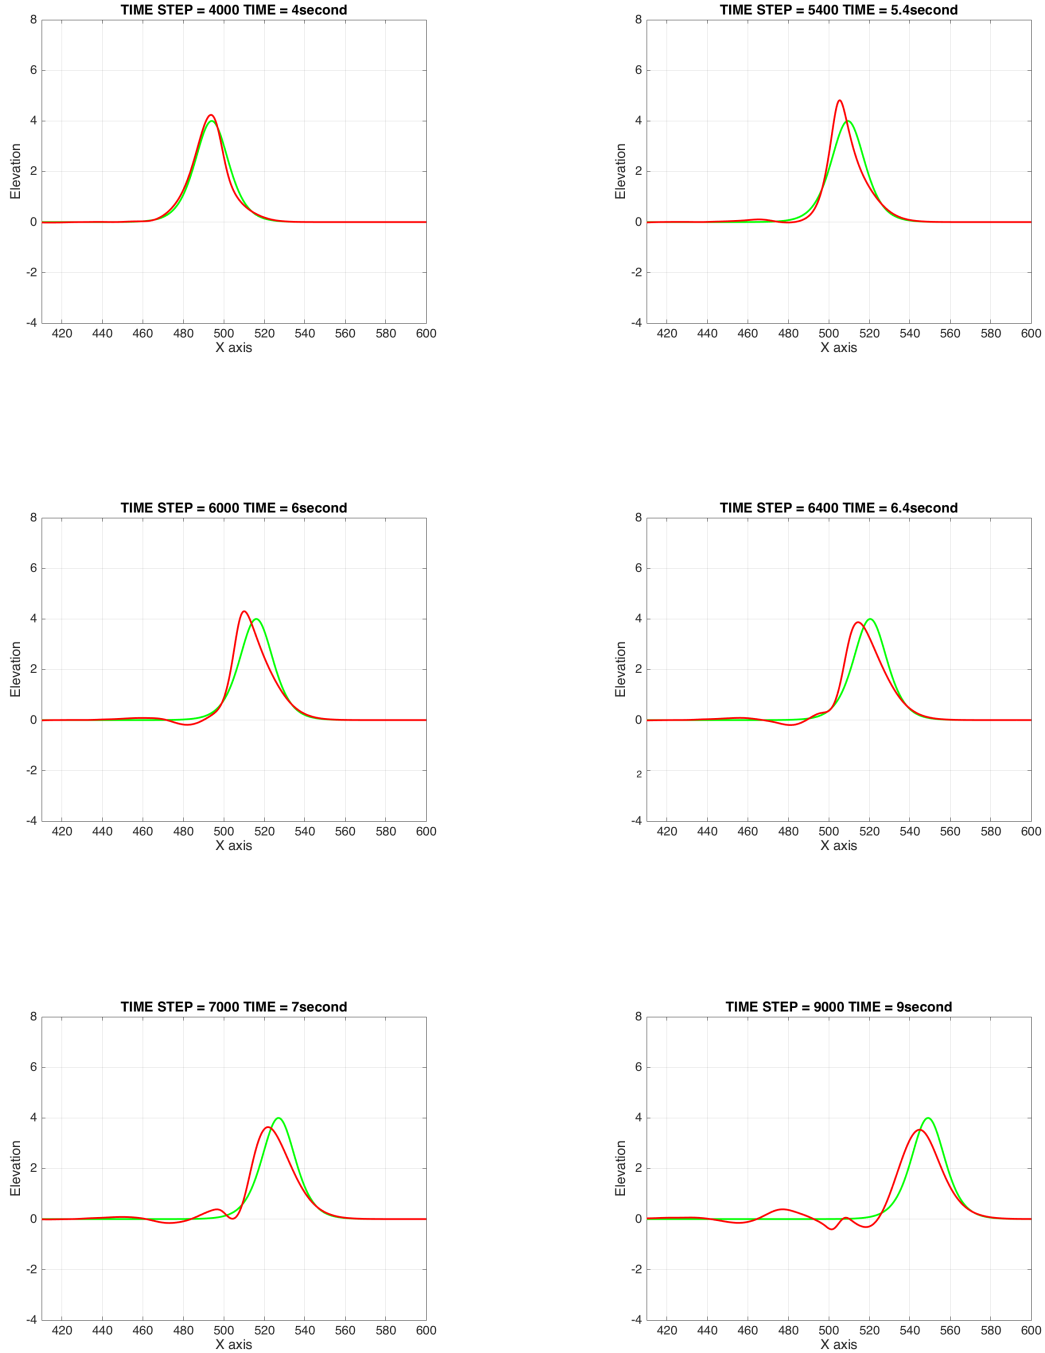 TIME STEP = 4000 TIME = 4second
8
6
4
2
0
-2
-4
Elevation
420 440 460 480 500 520 540 560 580 600
X axis
TIME STEP = 5400 TIME = 5.4second
8
6
4
2
0
-2
-4
Elevation
420 440 460 480 500 520 540 560 580 600
X axis
TIME STEP = 6000 TIME = 6second
8
6
4
2
0
-2
-4
Elevation
420 440 460 480 500 520 540 560 580 600
X axis
TIME STEP = 6400 TIME = 6.4second
8
6
4
2
0
2
-4
Elevation
420 440 460 480 500 520 540 560 580 600
X axis
TIME STEP = 7000 TIME = 7second
8
6
4
2
0
-2
-4
Elevation
420 440 460 480 500 520 540 560 580 600
X axis
TIME STEP = 9000 TIME = 9second
8
6
4
2
0
-2
-4
Elevation
420 440 460 480 500 520 540 560 580 600
X axis